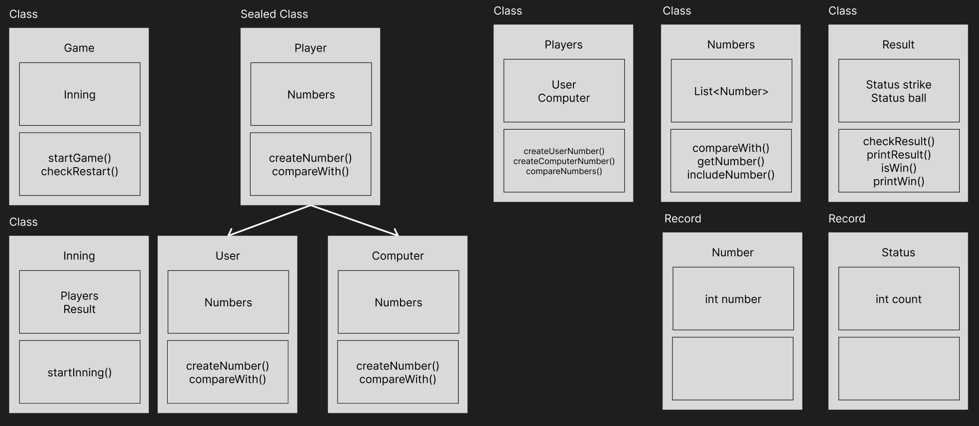 Class
Game
Inning
startGame()
checkRestart()
Sealed Class
Player
Numbers
createNumber()
compareWith()
Class
Players
User
Computer
createUserNumber()
createComputerNumber()
compareNumbers()
Class
Numbers
List<Number>
compareWith()
getNumber()
includeNumber()
Class
Result
Status strike
Status ball
checkResult()
printResult()
isWin()
printWin()
Class
Inning
Players
Result
startInning()
User
Numbers
createNumber()
compareWith()
Computer
Numbers
createNumber()
compareWith()
Record
Number
int number
Record
Status
int count